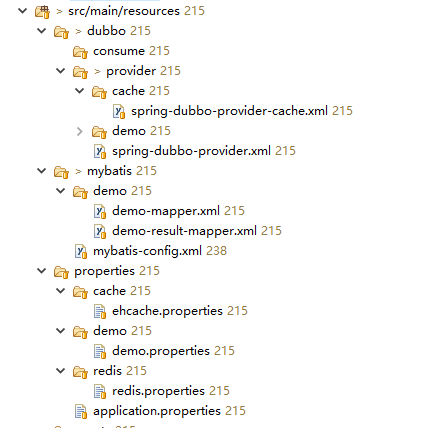 > src/main/resources 215
> dubbo 215
consume 215
> provider 215
cache 215
spring-dubbo-provider-cache.xml 215
demo 215
spring-dubbo-provider.xml 215
> mybatis 215
demo 215
demo-mapper.xml 215
demo-result-mapper.xml 215
mybatis-config.xml 238
properties 215
cache 215
ehcache.properties 215
demo 215
demo.properties 215
redis 215
redis.properties 215
application.properties 215